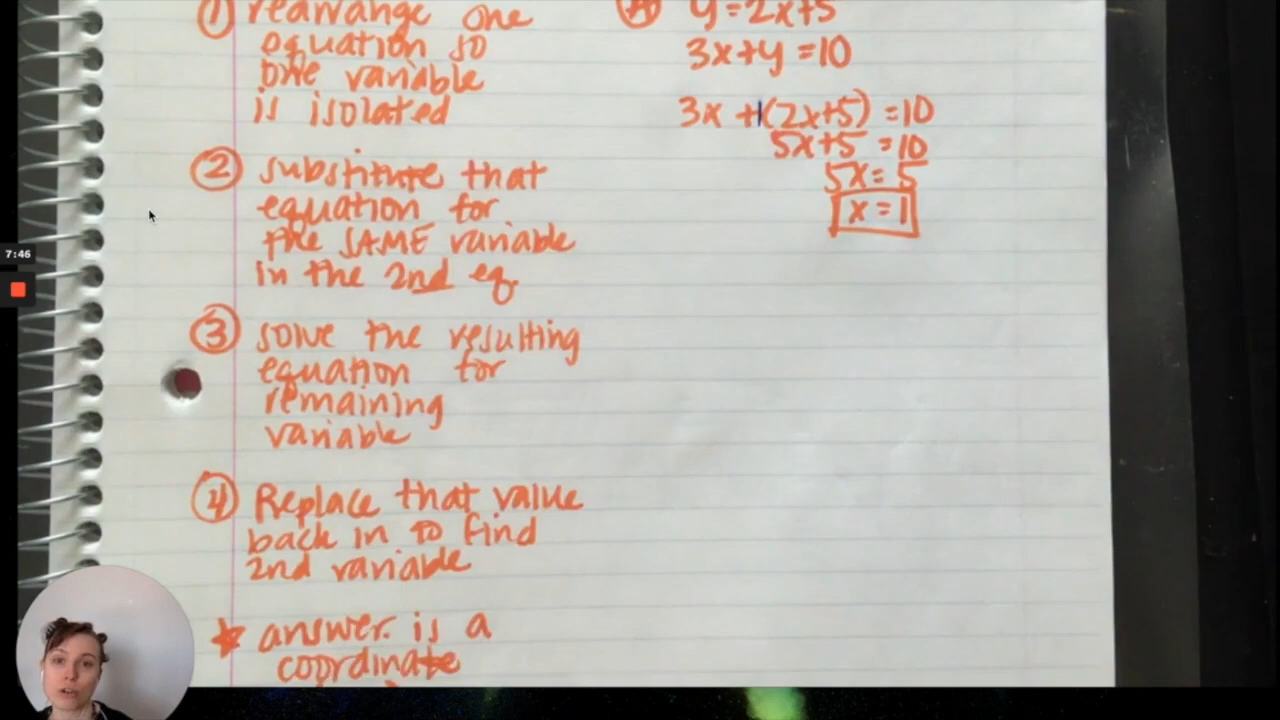 ① rearrange one
equation so
one variable
is isolated
② substitute that
equation for
the SAME variable
in the 2nd eq
③ solve the resulting
equation for
remaining
variable
④ Replace that value
back in to find
2nd variable
★ answer is a
coordinate
Ⓐ y=2x+5
3x+y=10
3x+1(2x+5)=10
5x+5=10
5x=5
x=1
7:46